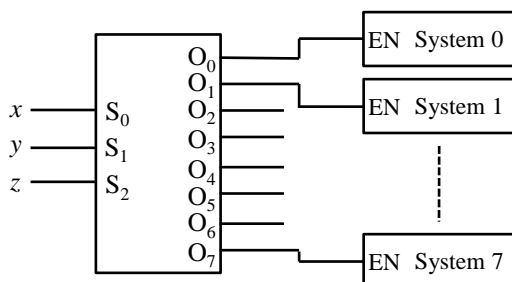 x
y
z
S₀
S₁
S₂
O₀
O₁
O₂
O₃
O₄
O₅
O₆
O₇
EN System 0
EN System 1
EN System 7